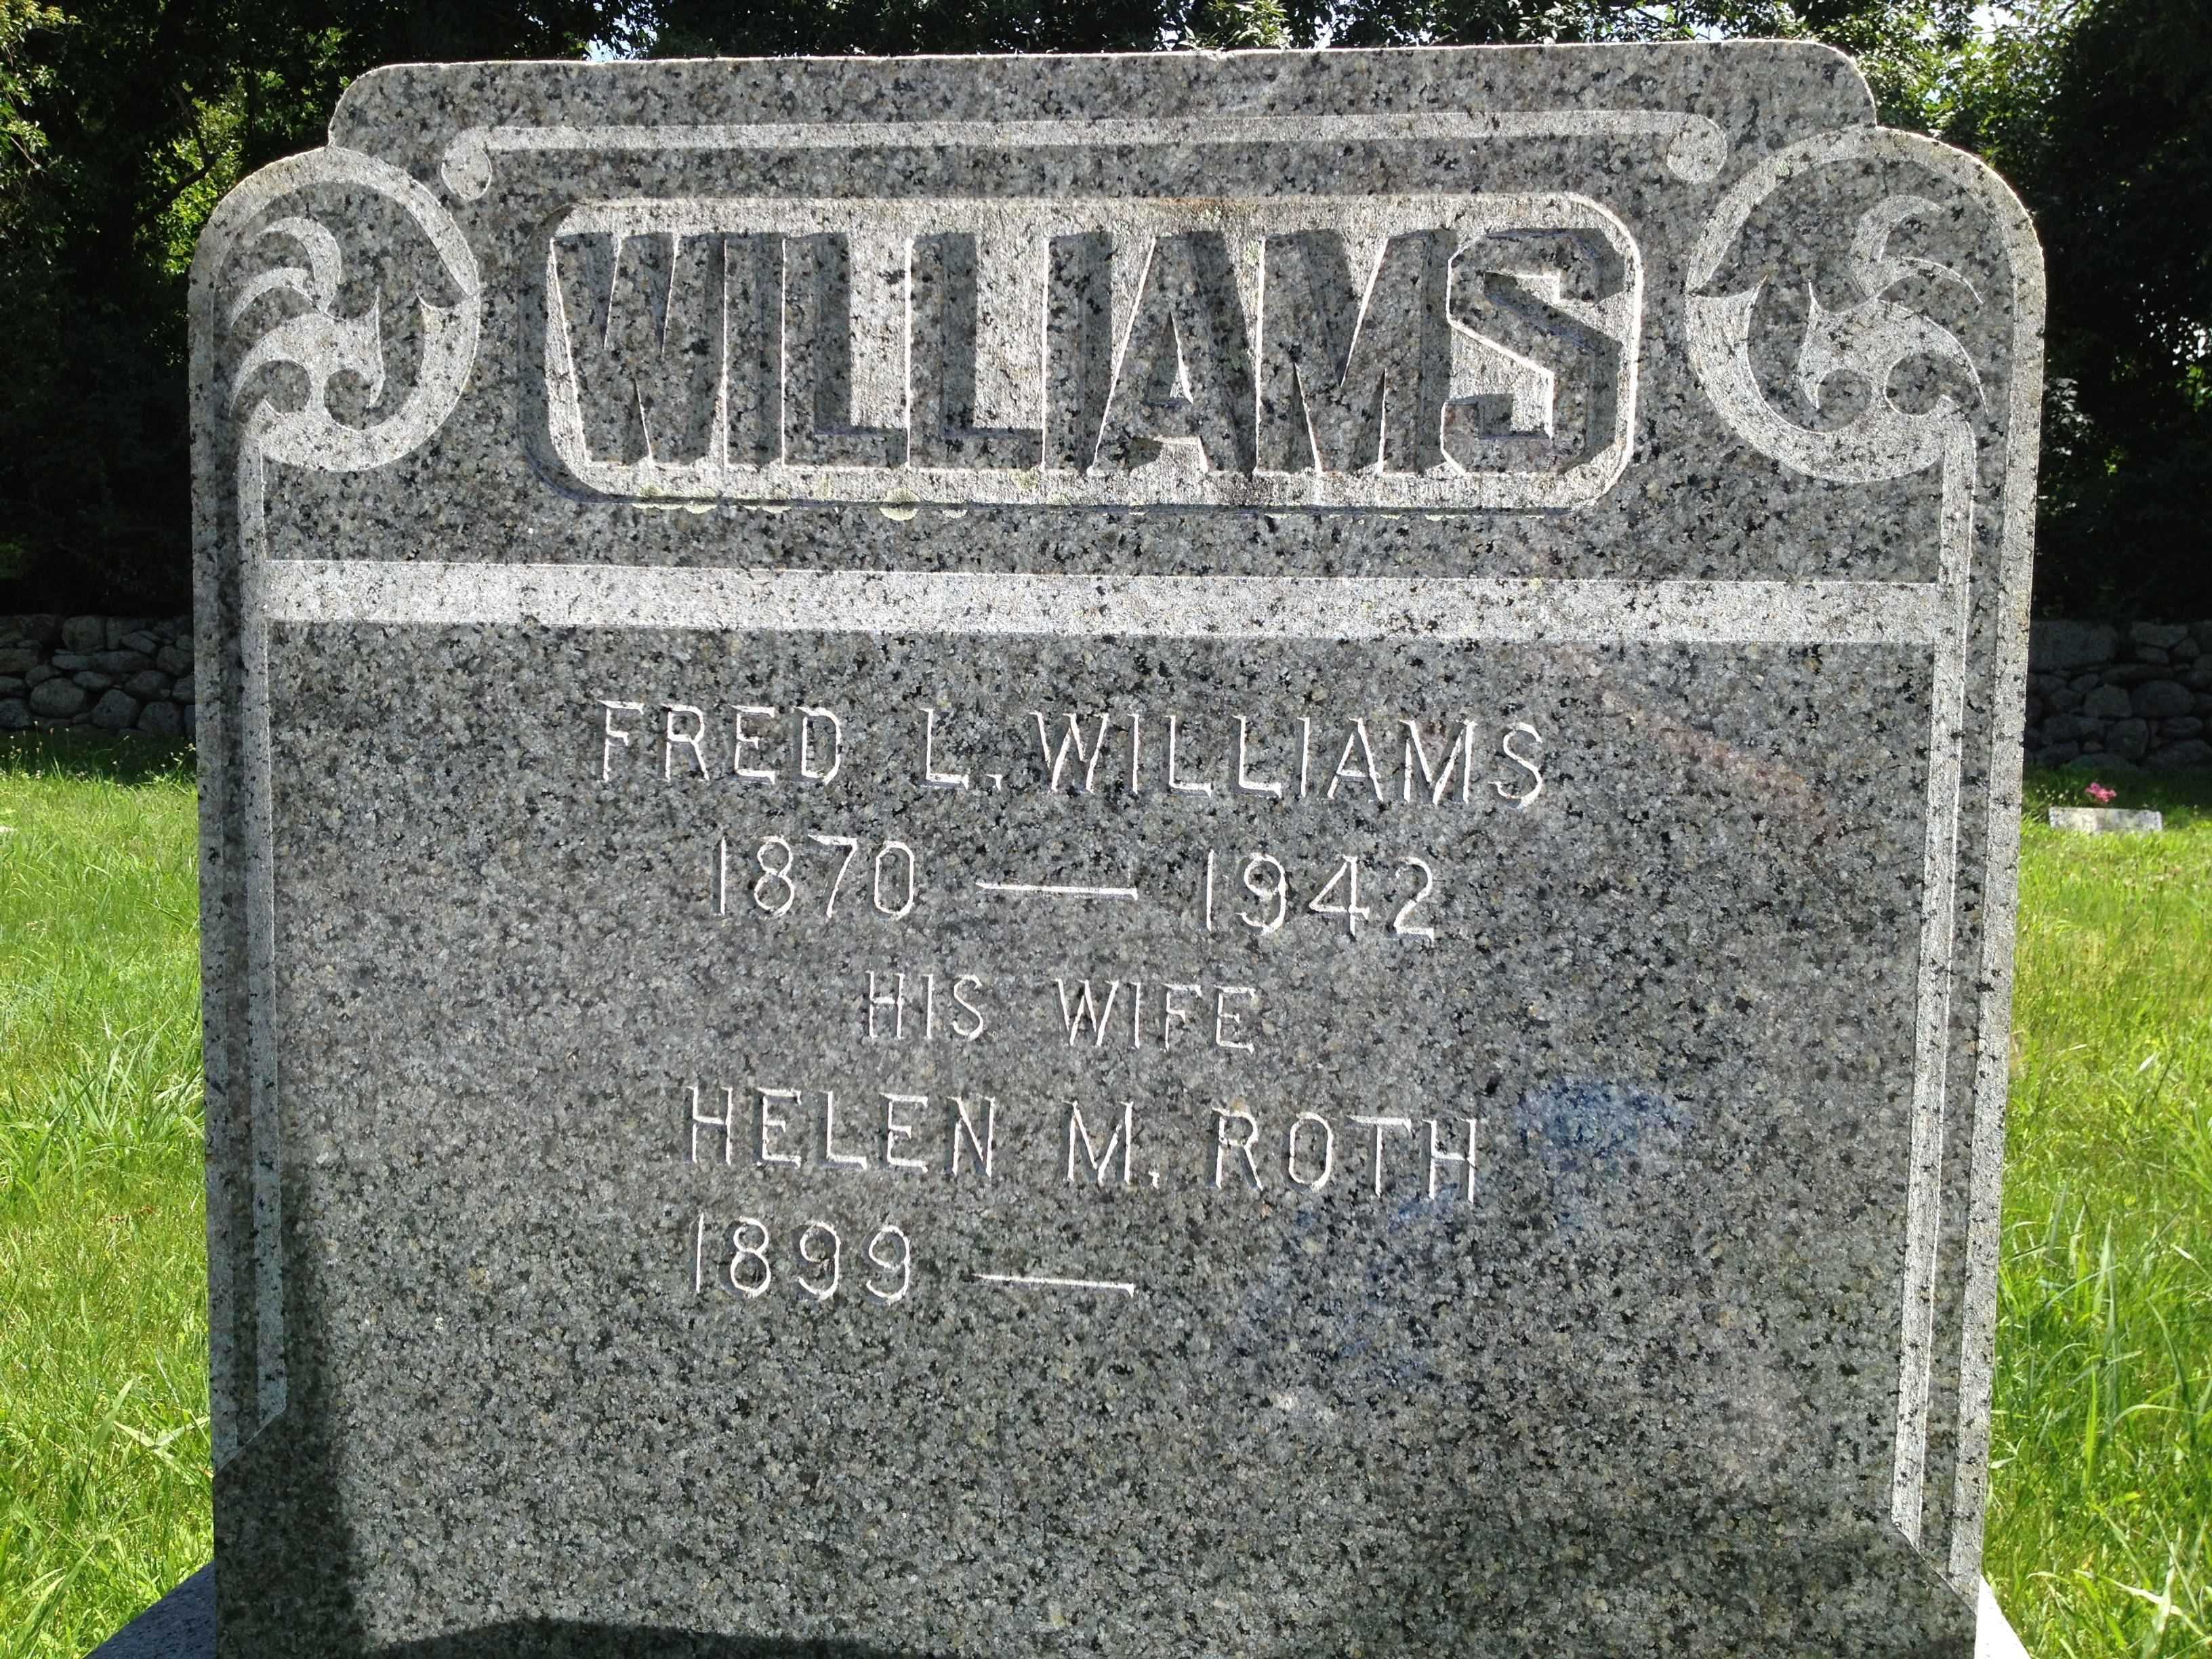 WILLIAMS
FRED L. WILLIAMS
1870 — 1942
HIS WIFE
HELEN M. ROTH
1899 —